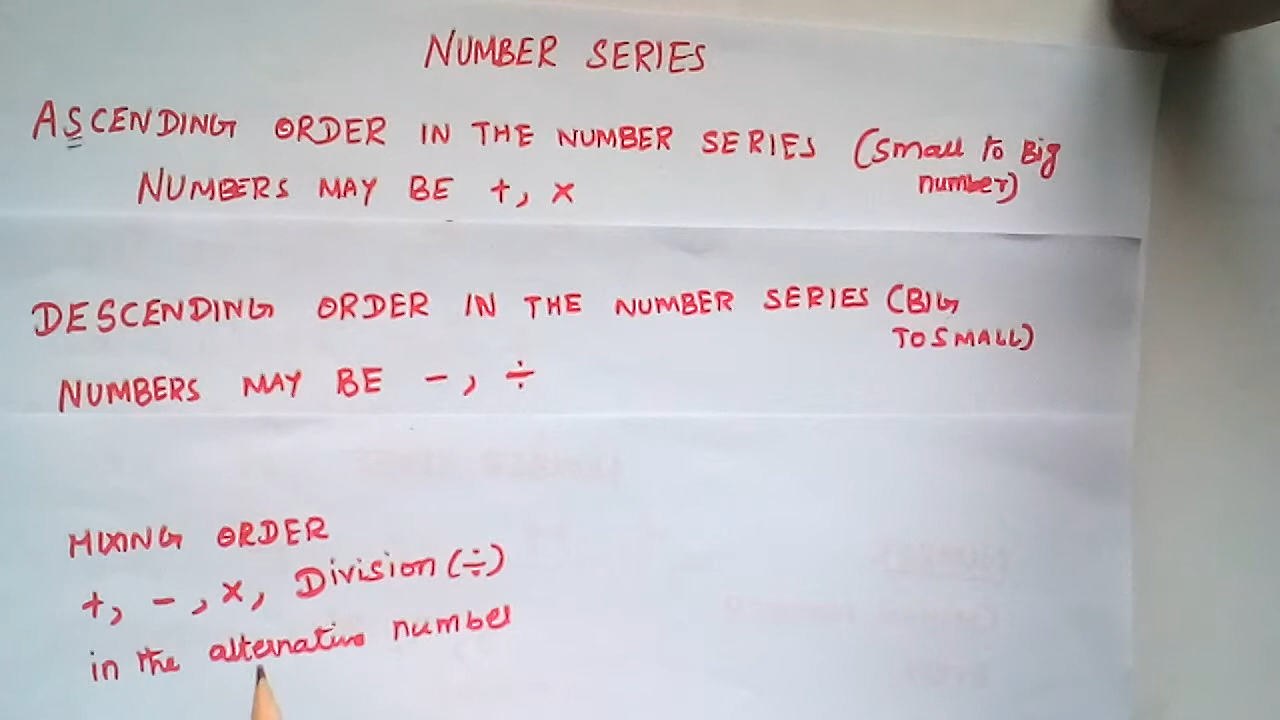 NUMBER SERIES
ASCENDING ORDER IN THE NUMBER SERIES (Small to Big
number)
NUMBERS MAY BE +, ×
DESCENDING ORDER IN THE NUMBER SERIES (BIG
TO SMALL)
NUMBERS MAY BE -, ÷
MIXING ORDER
+, -, ×, Division (÷)
in the alternative number